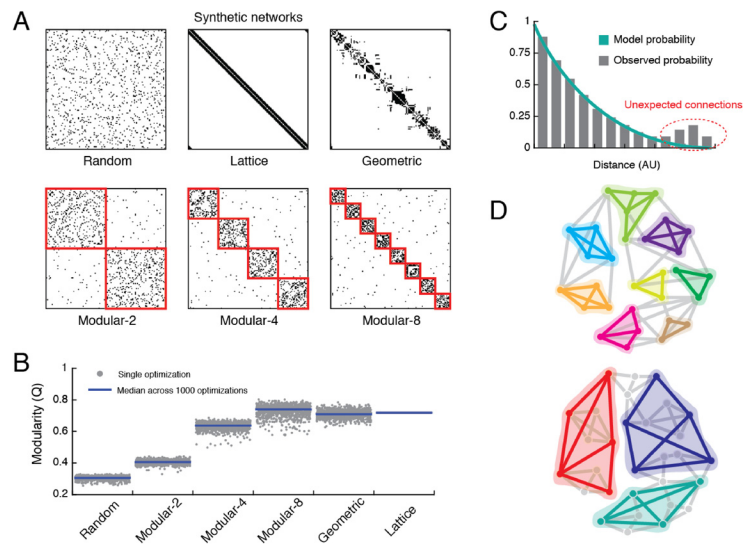 A
Synthetic networks
Random
Lattice
Geometric
Modular-2
Modular-4
Modular-8
B
Modularity (Q)
1
0.8
0.6
0.4
0.2
Single optimization
Median across 1000 optimizations
Random
Modular-2
Modular-4
Modular-8
Geometric
Lattice
C
1
0.75
0.5
0.25
0
Model probability
Observed probability
Unexpected connections
Distance (AU)
D